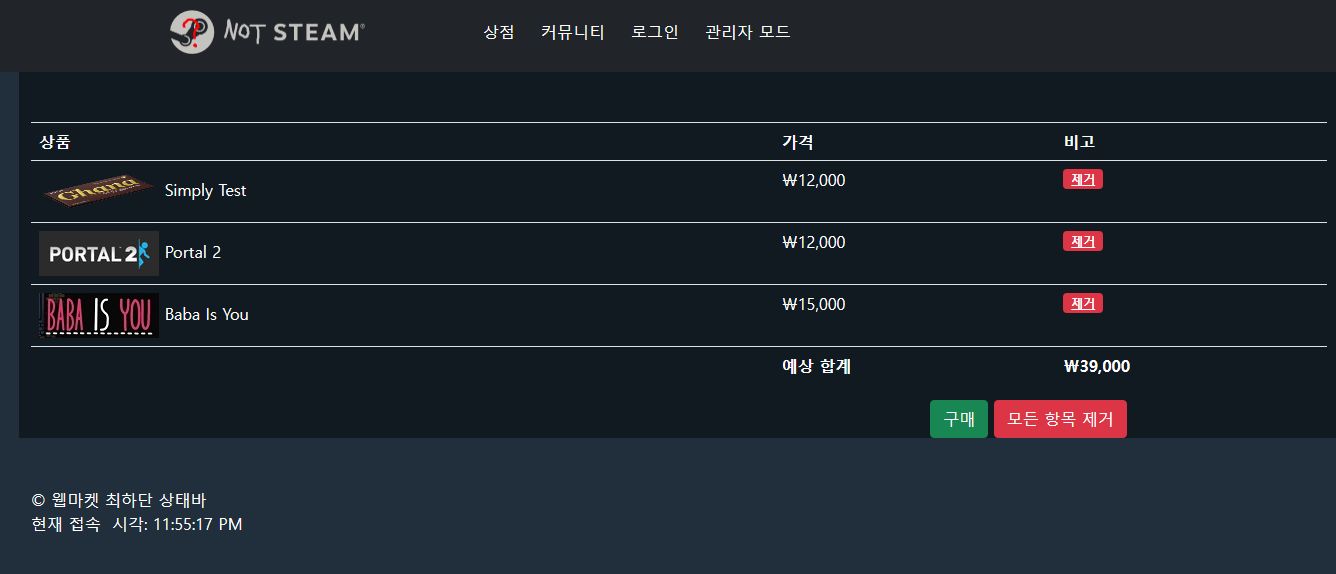 NOT STEAM®
상점 커뮤니티 로그인 관리자 모드
상품 가격 비고
Ghana Simply Test ₩12,000 제거
PORTAL 2 Portal 2 ₩12,000 제거
BABA IS YOU Baba Is You ₩15,000 제거
예상 합계 ₩39,000
구매 모든 항목 제거
© 웹마켓 최하단 상태바
현재 접속 시각: 11:55:17 PM